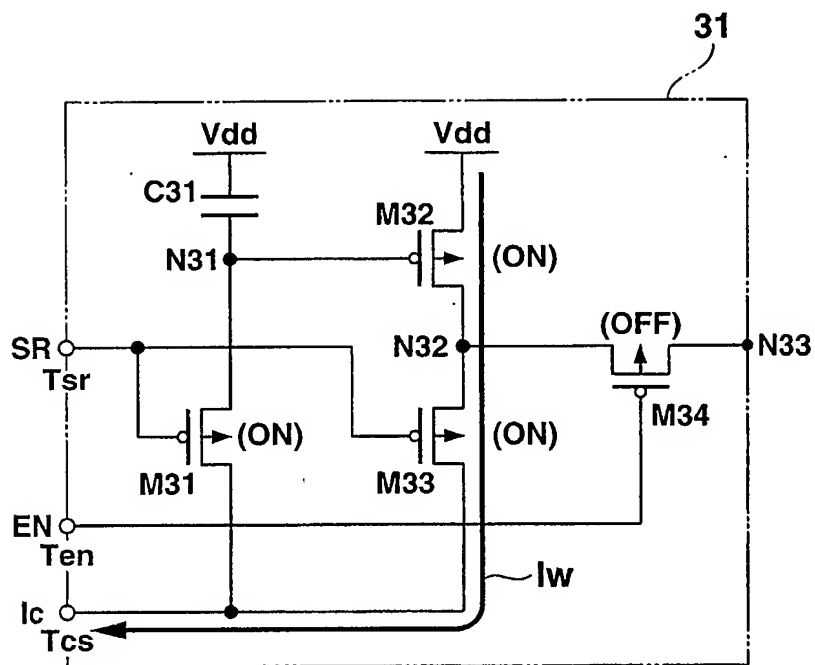 31
Vdd
Vdd
C31
M32
N31
(ON)
(OFF)
SR
N32
N33
Tsr
M34
(ON)
(ON)
M31
M33
EN
Ten
Iw
Ic
Tcs